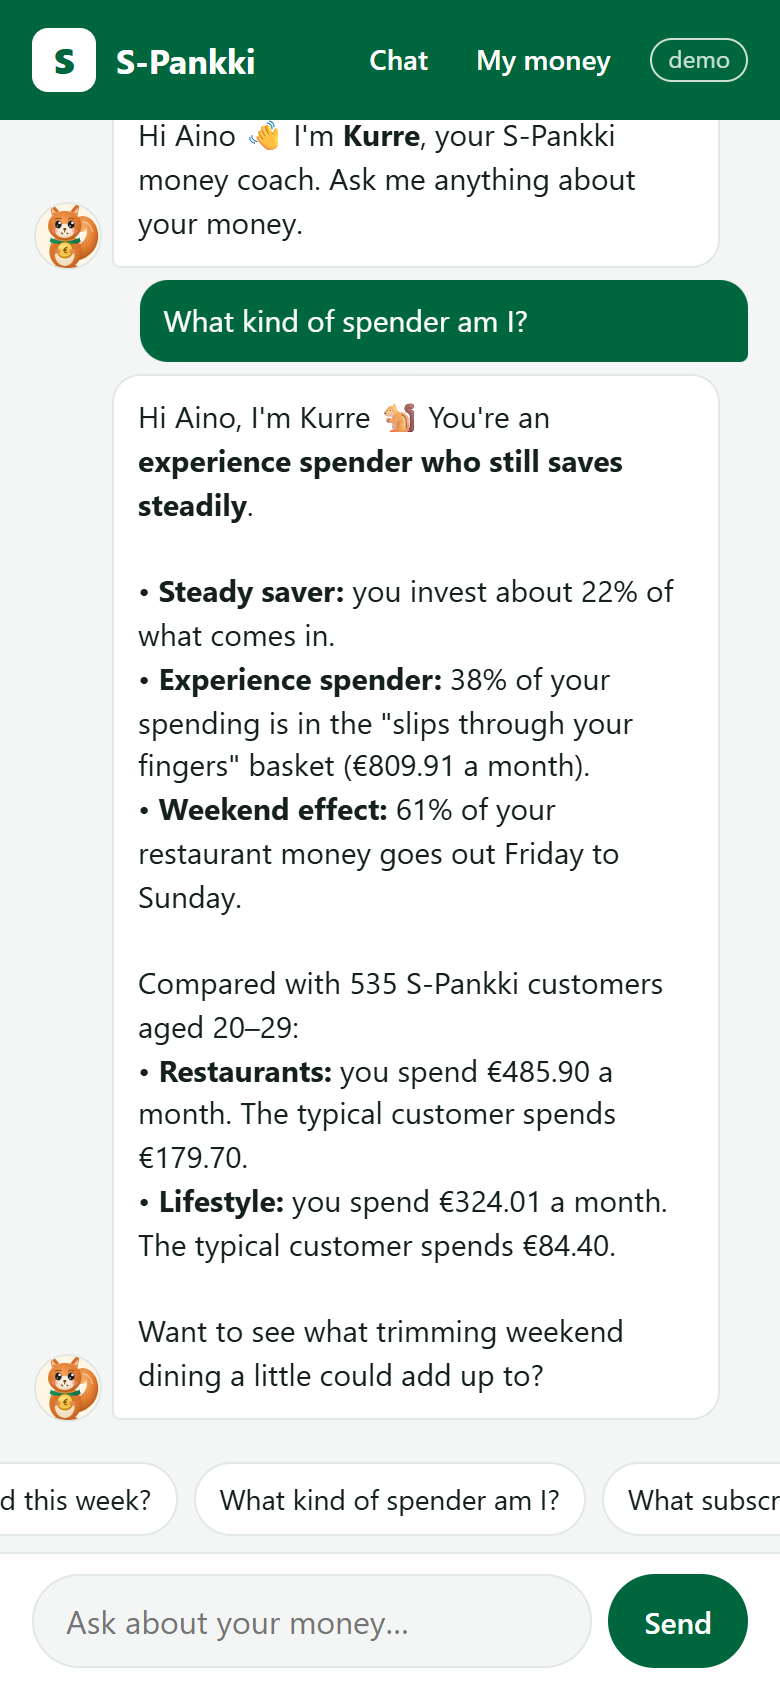 S S-Pankki Chat My money demo
Hi Aino 👋 I'm Kurre, your S-Pankki
money coach. Ask me anything about
your money.
What kind of spender am I?
Hi Aino, I'm Kurre 🐿️ You're an
experience spender who still saves
steadily.
• Steady saver: you invest about 22% of
what comes in.
• Experience spender: 38% of your
spending is in the "slips through your
fingers" basket (€809.91 a month).
• Weekend effect: 61% of your
restaurant money goes out Friday to
Sunday.
Compared with 535 S-Pankki customers
aged 20–29:
• Restaurants: you spend €485.90 a
month. The typical customer spends
€179.70.
• Lifestyle: you spend €324.01 a month.
The typical customer spends €84.40.
Want to see what trimming weekend
dining a little could add up to?
d this week? What kind of spender am I? What subscr
Ask about your money... Send